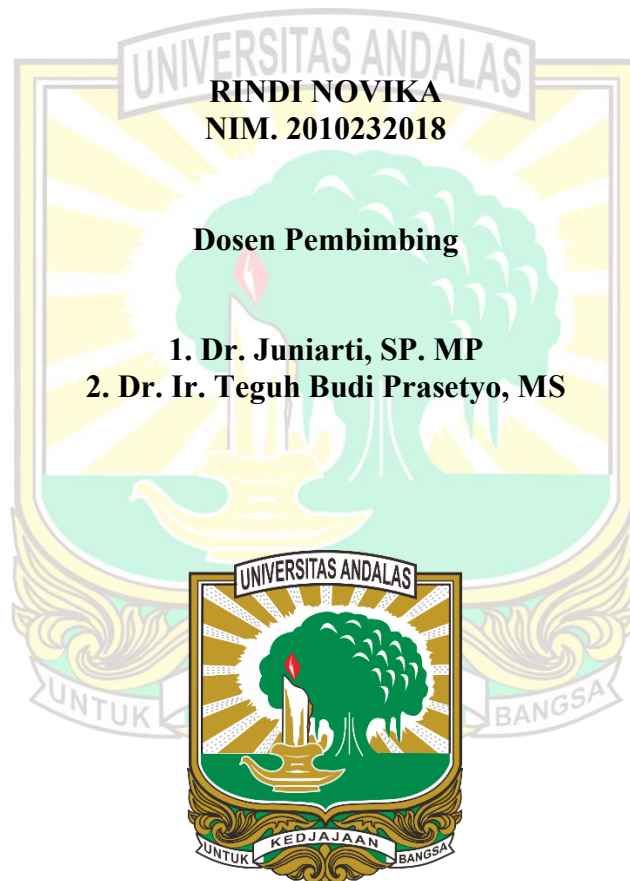 UNIVERSITAS ANDALAS
RINDI NOVIKA
NIM. 2010232018
Dosen Pembimbing
1. Dr. Juniarti, SP. MP
2. Dr. Ir. Teguh Budi Prasetyo, MS
UNIVERSITAS ANDALAS
UNTUK BANGSA
UNTUK KEDJAJAAN BANGSA